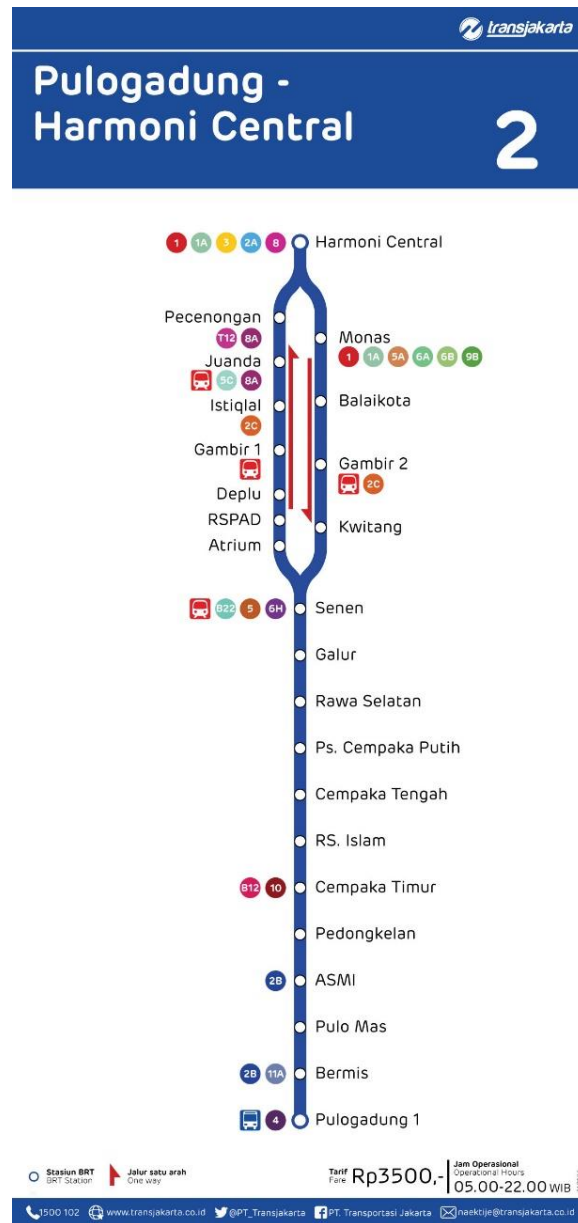 transjakarta
Pulogadung -
Harmoni Central
2
1 1A 3 2A 8 Harmoni Central
Pecenongan
T12 8A
Juanda
5C 8A
Istiqlal
2C
Gambir 1
Deplu
RSPAD
Atrium
Monas
1 1A 5A 6A 6B 9B
Balaikota
Gambir 2
2C
Kwitang
B22 5 6H Senen
Galur
Rawa Selatan
Ps. Cempaka Putih
Cempaka Tengah
RS. Islam
B12 10 Cempaka Timur
Pedongkelan
2B ASMI
Pulo Mas
2B 11A Bermis
4 Pulogadung 1
Stasiun BRT
BRT Station
Jalur satu arah
One way
Tarif
Fare
Rp3500,-
Jam Operasional
Operational Hours
05.00-22.00 WIB
1500 102 www.transjakarta.co.id @PT_Transjakarta PT. Transportasi Jakarta naektije@transjakarta.co.id